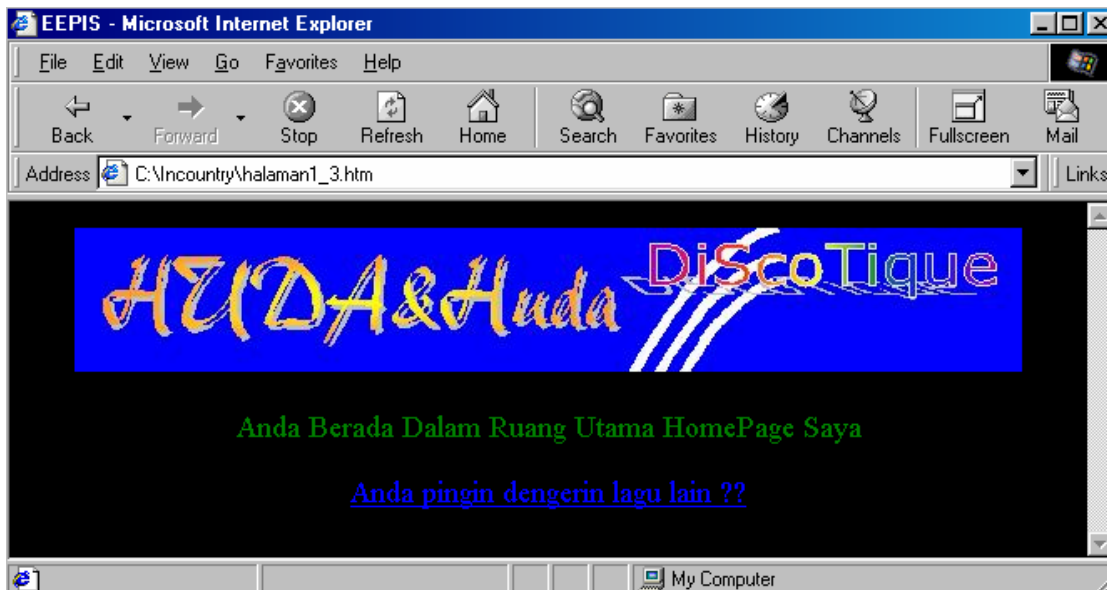 EEPIS - Microsoft Internet Explorer
File Edit View Go Favorites Help
Back Forward Stop Refresh Home Search Favorites History Channels Fullscreen Mail
Address C:\Incountry\halaman1_3.htm Links
HUDA&Huda DiScoTique
Anda Berada Dalam Ruang Utama HomePage Saya
Anda pingin dengerin lagu lain ??
My Computer